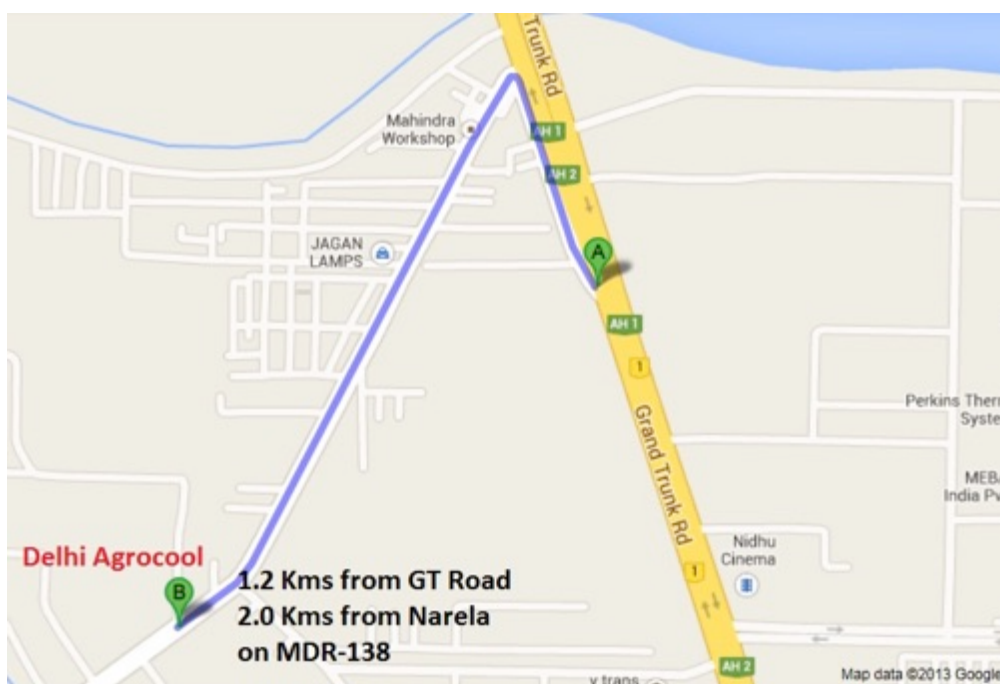 Trunk Rd
Mahindra
Workshop
AH 1
AH 2
JAGAN
LAMPS
A
AH 1
1
Perkins Ther
Syste
Grand Trunk Rd
MEB
India Pv
Nidhu
Cinema
Delhi Agrocool
1.2 Kms from GT Road
1
B
2.0 Kms from Narela
on MDR-138
AH 2
v trans
Map data ©2013 Google